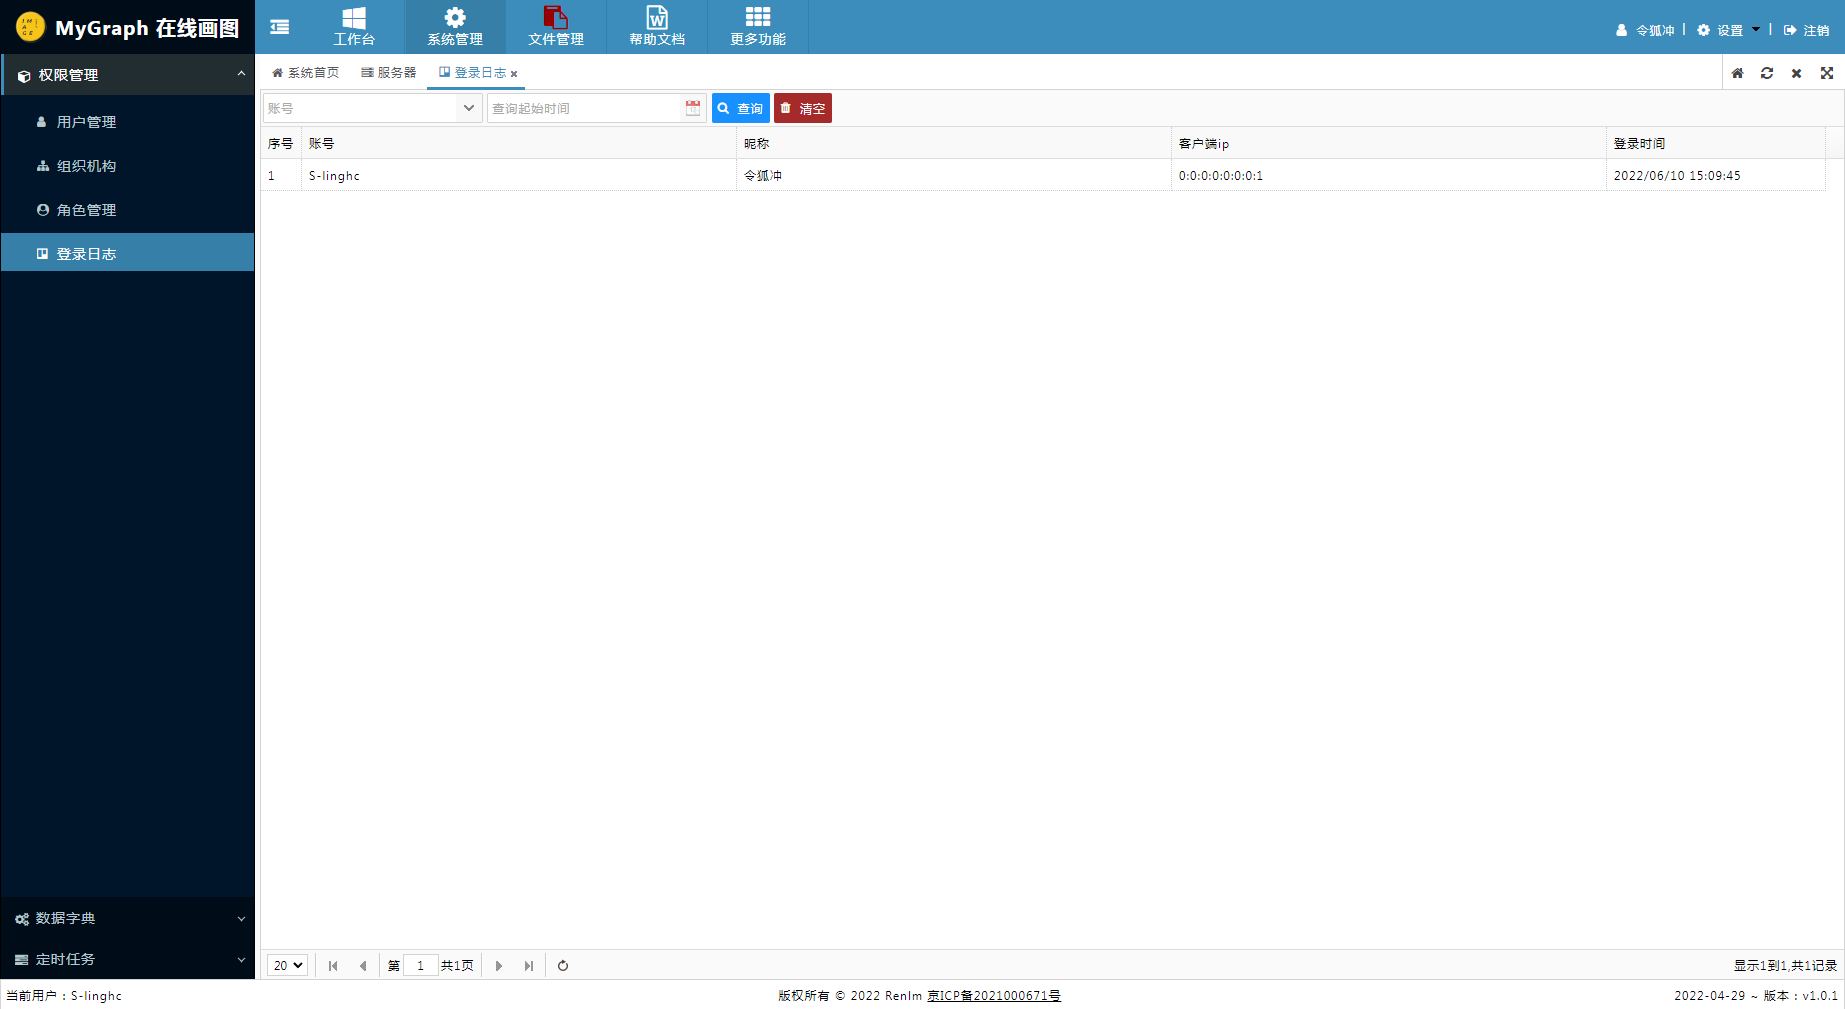 MyGraph 在线画图
工作台
系统管理
文件管理
帮助文档
更多功能
令狐冲
设置
注销
权限管理
用户管理
组织机构
角色管理
登录日志
数据字典
定时任务
系统首页
服务器
登录日志
账号
查询起始时间
查询
清空
序号 账号 昵称 客户端ip 登录时间
1 S-linghc 令狐冲 0:0:0:0:0:0:0:1 2022/06/10 15:09:45
20 第 1 共1页 显示1到1,共1记录
当前用户：S-linghc 版权所有 © 2022 Renlm 京ICP备2021000671号 2022-04-29 ~ 版本：v1.0.1